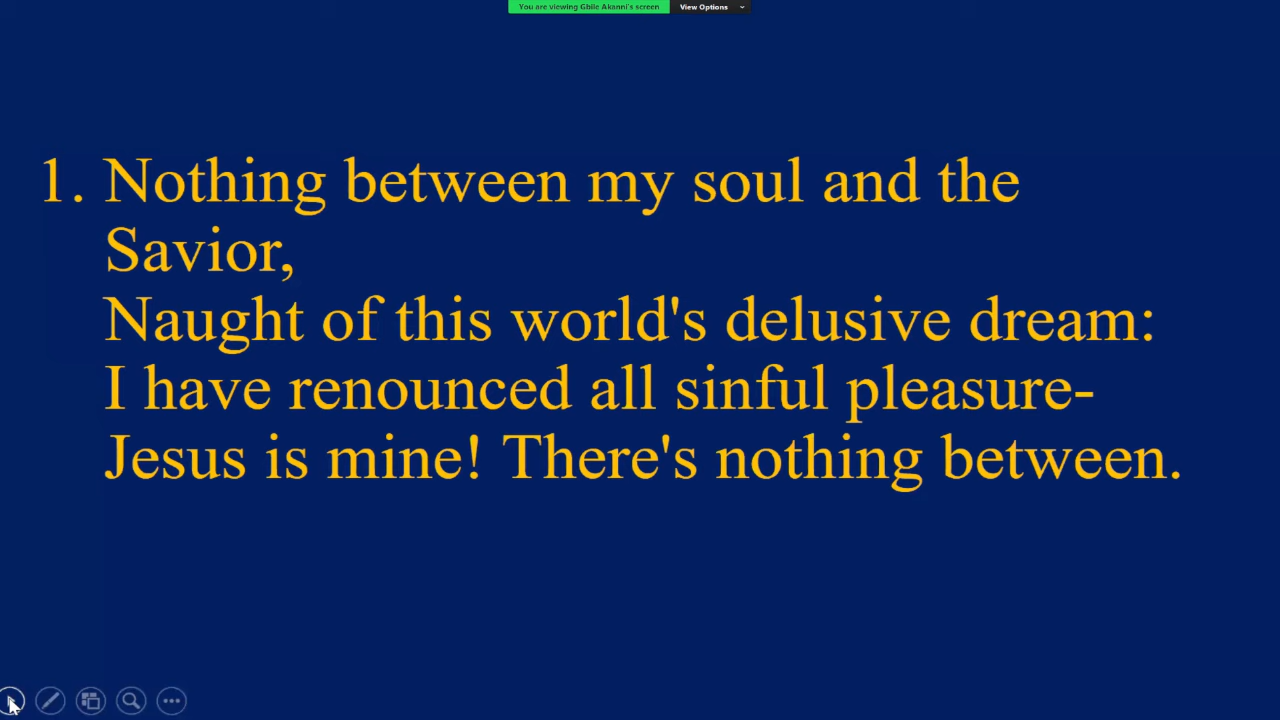 You are viewing Gbile Akanni's screen
View Options
1. Nothing between my soul and the
Savior,
Naught of this world's delusive dream:
I have renounced all sinful pleasure-
Jesus is mine! There's nothing between.